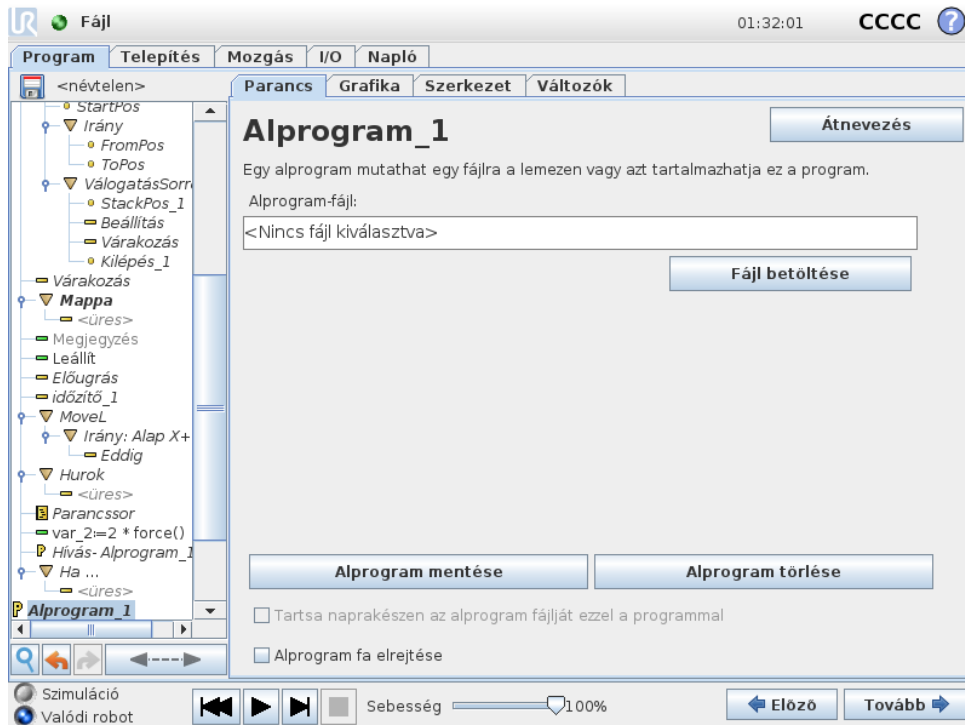 UR Fájl 01:32:01 CCCC ?
Program Telepítés Mozgás I/O Napló
<névtelen>
Parancs Grafika Szerkezet Változók
StartPos
Irány
FromPos
ToPos
VálogatásSorr
StackPos_1
Beállítás
Várakozás
Kilépés_1
Várakozás
Mappa
<üres>
Megjegyzés
Leállít
Előugrás
időzítő_1
MoveL
Irány: Alap X+
Eddig
Hurok
<üres>
Parancssor
var_2:=2 * force()
Hívás- Alprogram_1
Ha ...
<üres>
Alprogram_1
Alprogram_1
Átnevezés
Egy alprogram mutathat egy fájlra a lemezen vagy azt tartalmazhatja ez a program.
Alprogram-fájl:
<Nincs fájl kiválasztva>
Fájl betöltése
Alprogram mentése Alprogram törlése
Tartsa naprakészen az alprogram fájlját ezzel a programmal
Alprogram fa elrejtése
Szimuláció
Valódi robot
Sebesség 100%
Előző Tovább